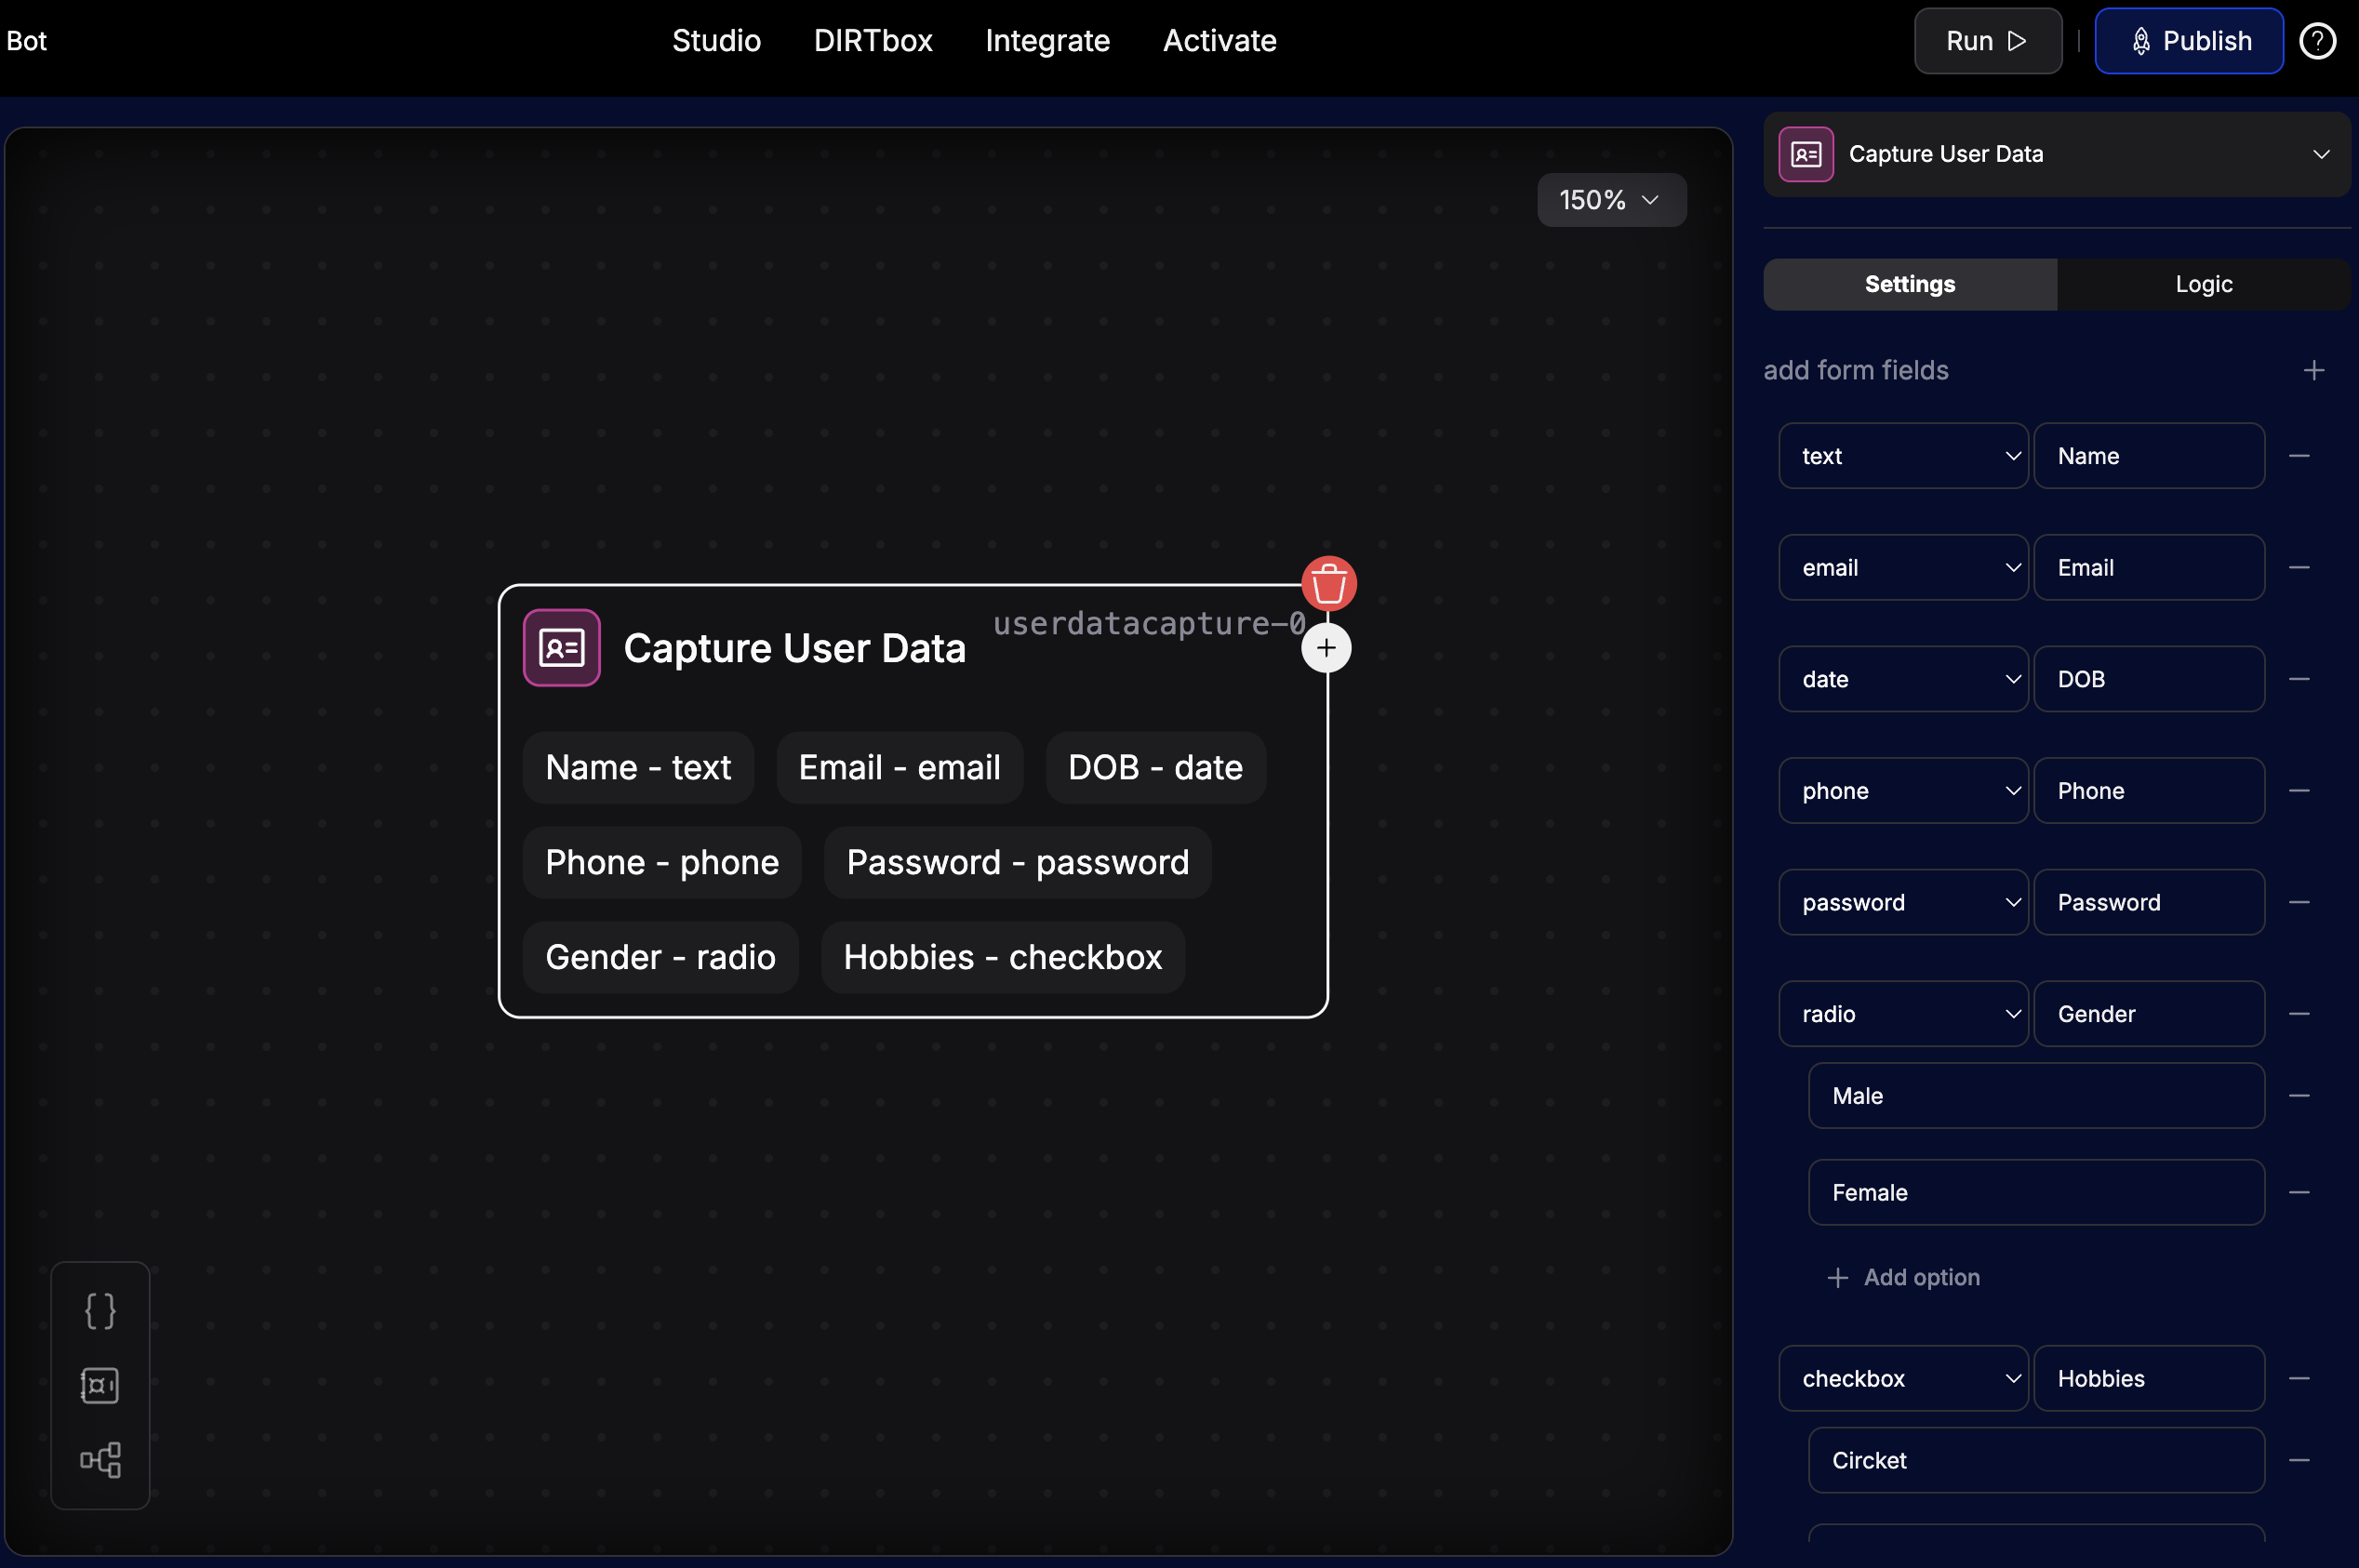 Bot
Studio DIRTbox Integrate Activate
Run Publish ?
150%
userdatacapture-0
Capture User Data
Name - text Email - email DOB - date
Phone - phone Password - password
Gender - radio Hobbies - checkbox
{}
Capture User Data
Settings Logic
add form fields
text Name
email Email
date DOB
phone Phone
password Password
radio Gender
Male
Female
Add option
checkbox Hobbies
Circket